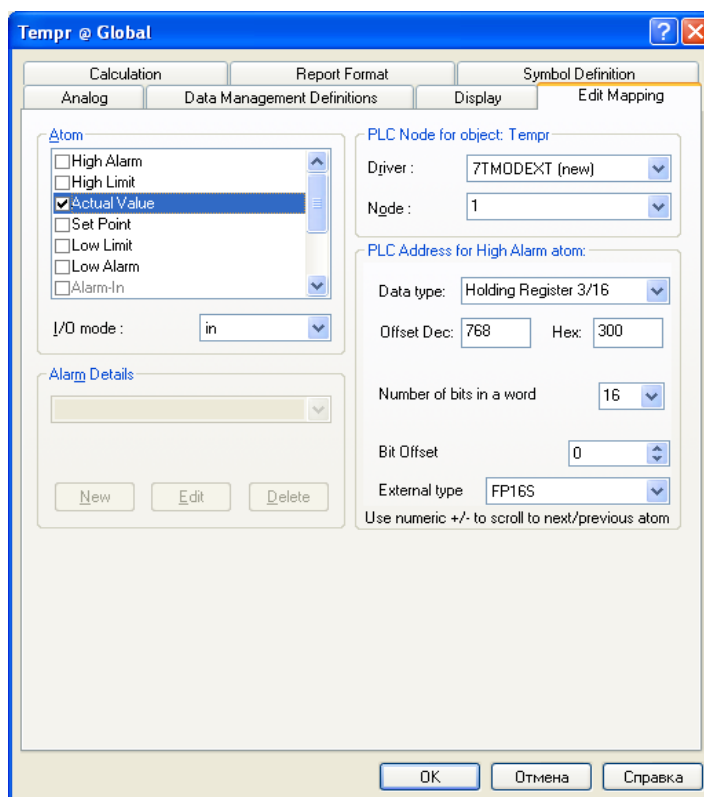 Tempr @ Global
Calculation Report Format Symbol Definition
Analog Data Management Definitions Display Edit Mapping
Atom
High Alarm
High Limit
Actual Value
Set Point
Low Limit
Low Alarm
Alarm-In
I/O mode : in
Alarm Details
New Edit Delete
PLC Node for object: Tempr
Driver : 7TMODEXT (new)
Node : 1
PLC Address for High Alarm atom:
Data type: Holding Register 3/16
Offset Dec: 768 Hex: 300
Number of bits in a word 16
Bit Offset 0
External type FP16S
Use numeric +/- to scroll to next/previous atom
OK Отмена Справка